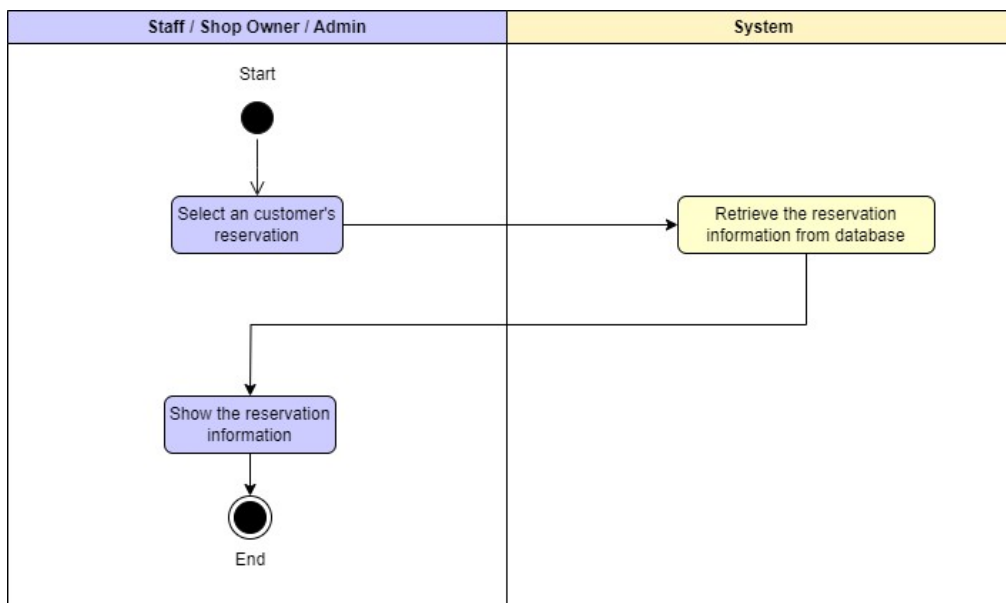 Staff / Shop Owner / Admin
System
Start
Select an customer's
reservation
Retrieve the reservation
information from database
Show the reservation
information
End